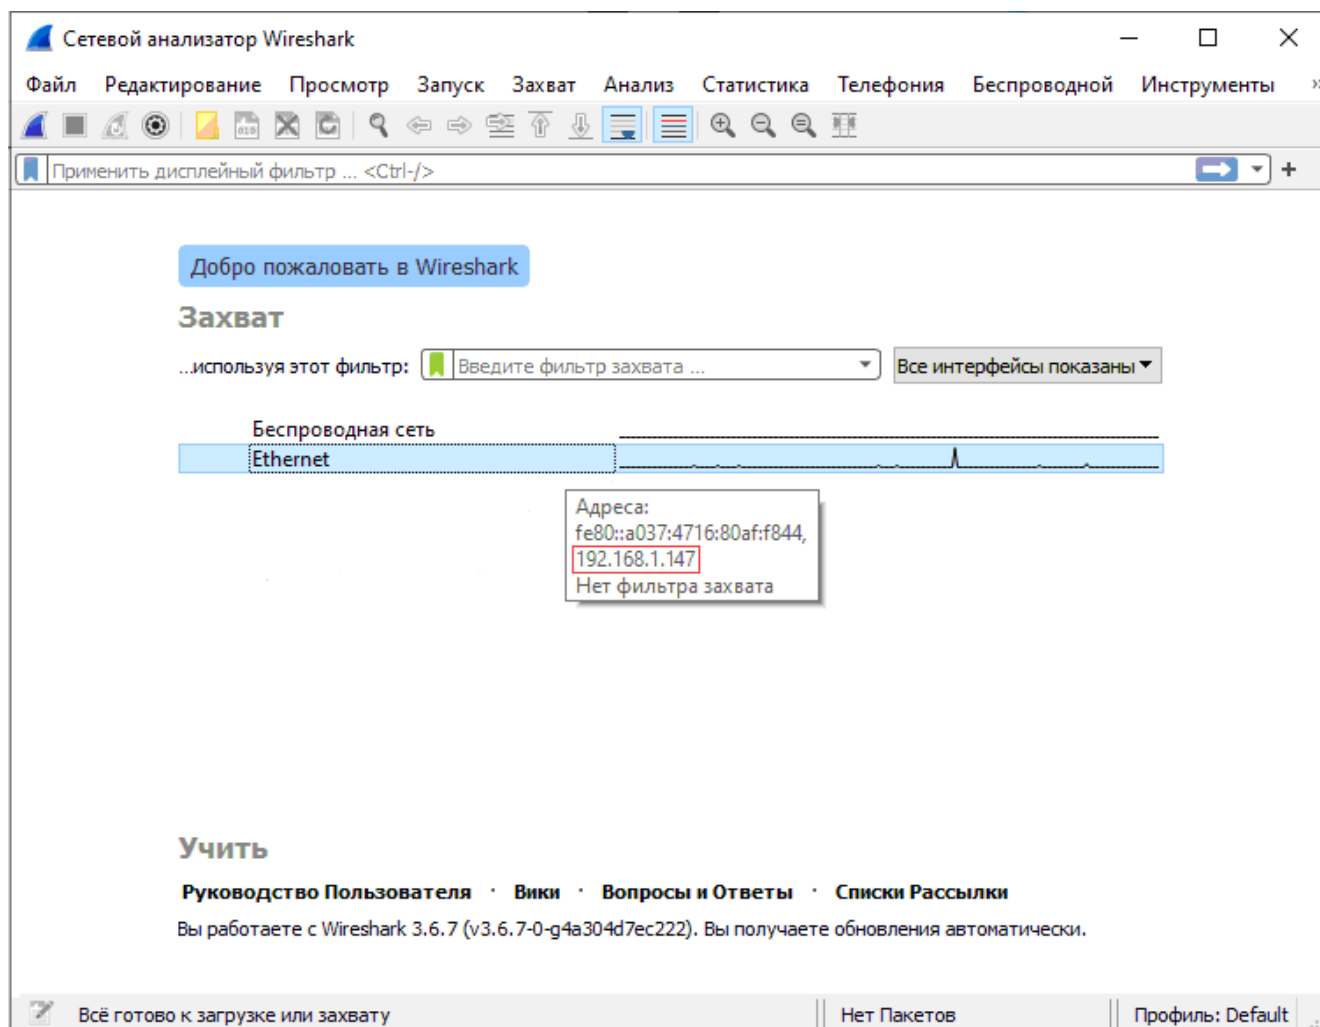 Сетевой анализатор Wireshark
Файл Редактирование Просмотр Запуск Захват Анализ Статистика Телефония Беспроводной Инструменты »
Применить дисплейный фильтр ... <Ctrl-/>
Добро пожаловать в Wireshark
Захват
...используя этот фильтр: Введите фильтр захвата ... Все интерфейсы показаны
Беспроводная сеть
Ethernet
Адреса:
fe80::a037:4716:80af:f844,
192.168.1.147
Нет фильтра захвата
Учить
Руководство Пользователя · Вики · Вопросы и Ответы · Списки Рассылки
Вы работаете с Wireshark 3.6.7 (v3.6.7-0-g4a304d7ec222). Вы получаете обновления автоматически.
Всё готово к загрузке или захвату Нет Пакетов Профиль: Default